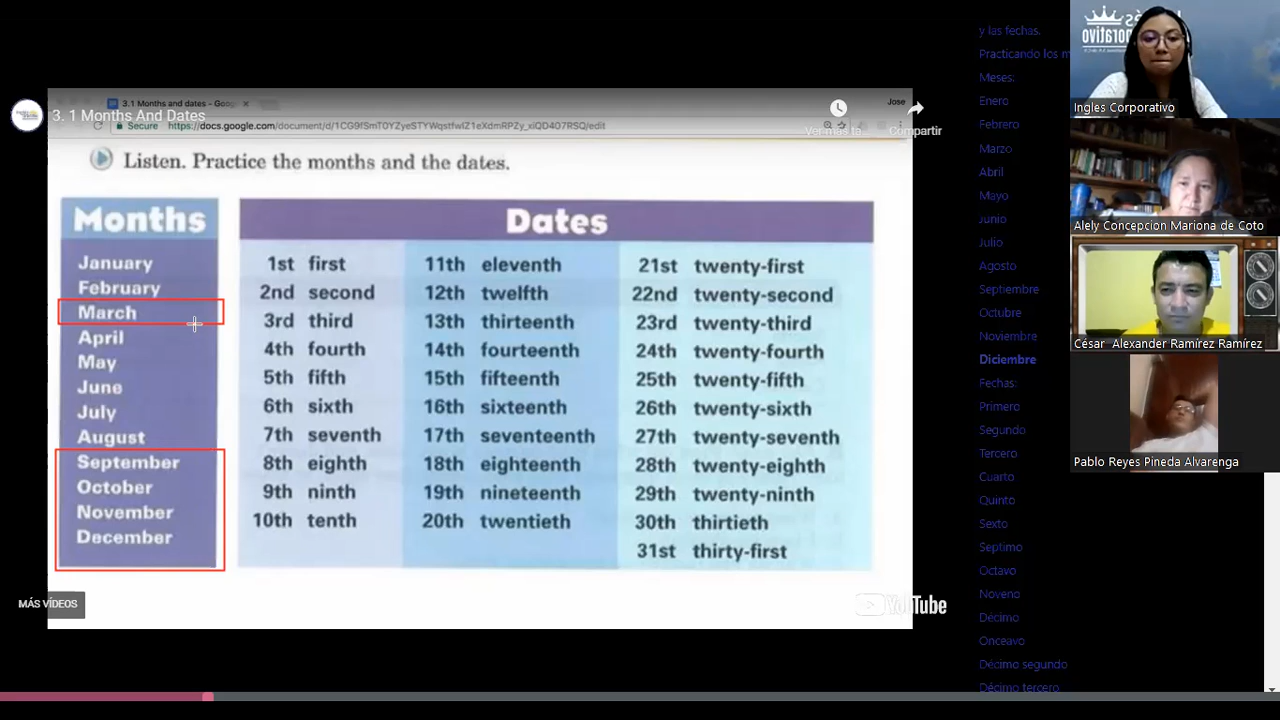 3. 1 Months and dates - Goog
Jose
3. 1 Months And Dates
Secure https://docs.google.com/document/d/1CG9fSmT0YZyeSTYWqstfwIZ1eXdmRPZy_xiQD407RSQ/edit
Ver más ta...
Compartir
Listen. Practice the months and the dates.
Months
January
February
March
April
May
June
July
August
September
October
November
December
Dates
1st first
2nd second
3rd third
4th fourth
5th fifth
6th sixth
7th seventh
8th eighth
9th ninth
10th tenth
11th eleventh
12th twelfth
13th thirteenth
14th fourteenth
15th fifteenth
16th sixteenth
17th seventeenth
18th eighteenth
19th nineteenth
20th twentieth
21st twenty-first
22nd twenty-second
23rd twenty-third
24th twenty-fourth
25th twenty-fifth
26th twenty-sixth
27th twenty-seventh
28th twenty-eighth
29th twenty-ninth
30th thirtieth
31st thirty-first
MÁS VÍDEOS
YouTube
y las fechas.
Practicando los m
Meses:
Enero
Febrero
Marzo
Abril
Mayo
Junio
Julio
Agosto
Septiembre
Octubre
Noviembre
Diciembre
Fechas:
Primero
Segundo
Tercero
Cuarto
Quinto
Sexto
Septimo
Octavo
Noveno
Décimo
Onceavo
Décimo segundo
Décimo tercero
Ingles Corporativo
Alely Concepcion Mariona de Coto
César Alexander Ramírez Ramírez
Pablo Reyes Pineda Alvarenga